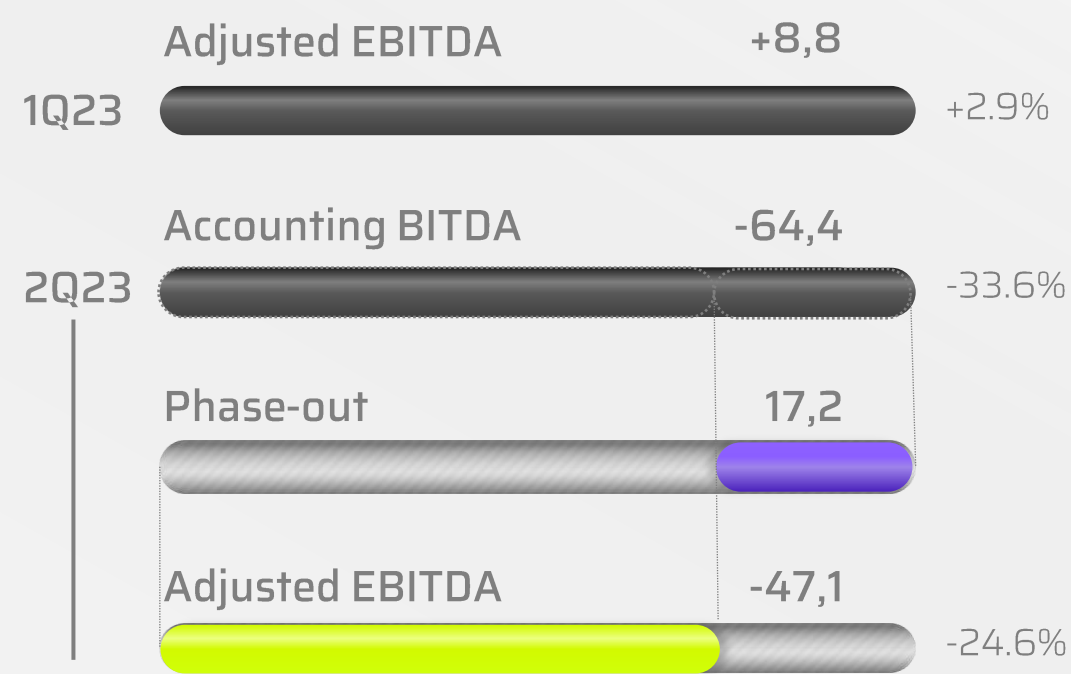 Adjusted EBITDA +8,8
1Q23 +2.9%
Accounting BITDA -64,4
2Q23 -33.6%
Phase-out 17,2
Adjusted EBITDA -47,1
-24.6%